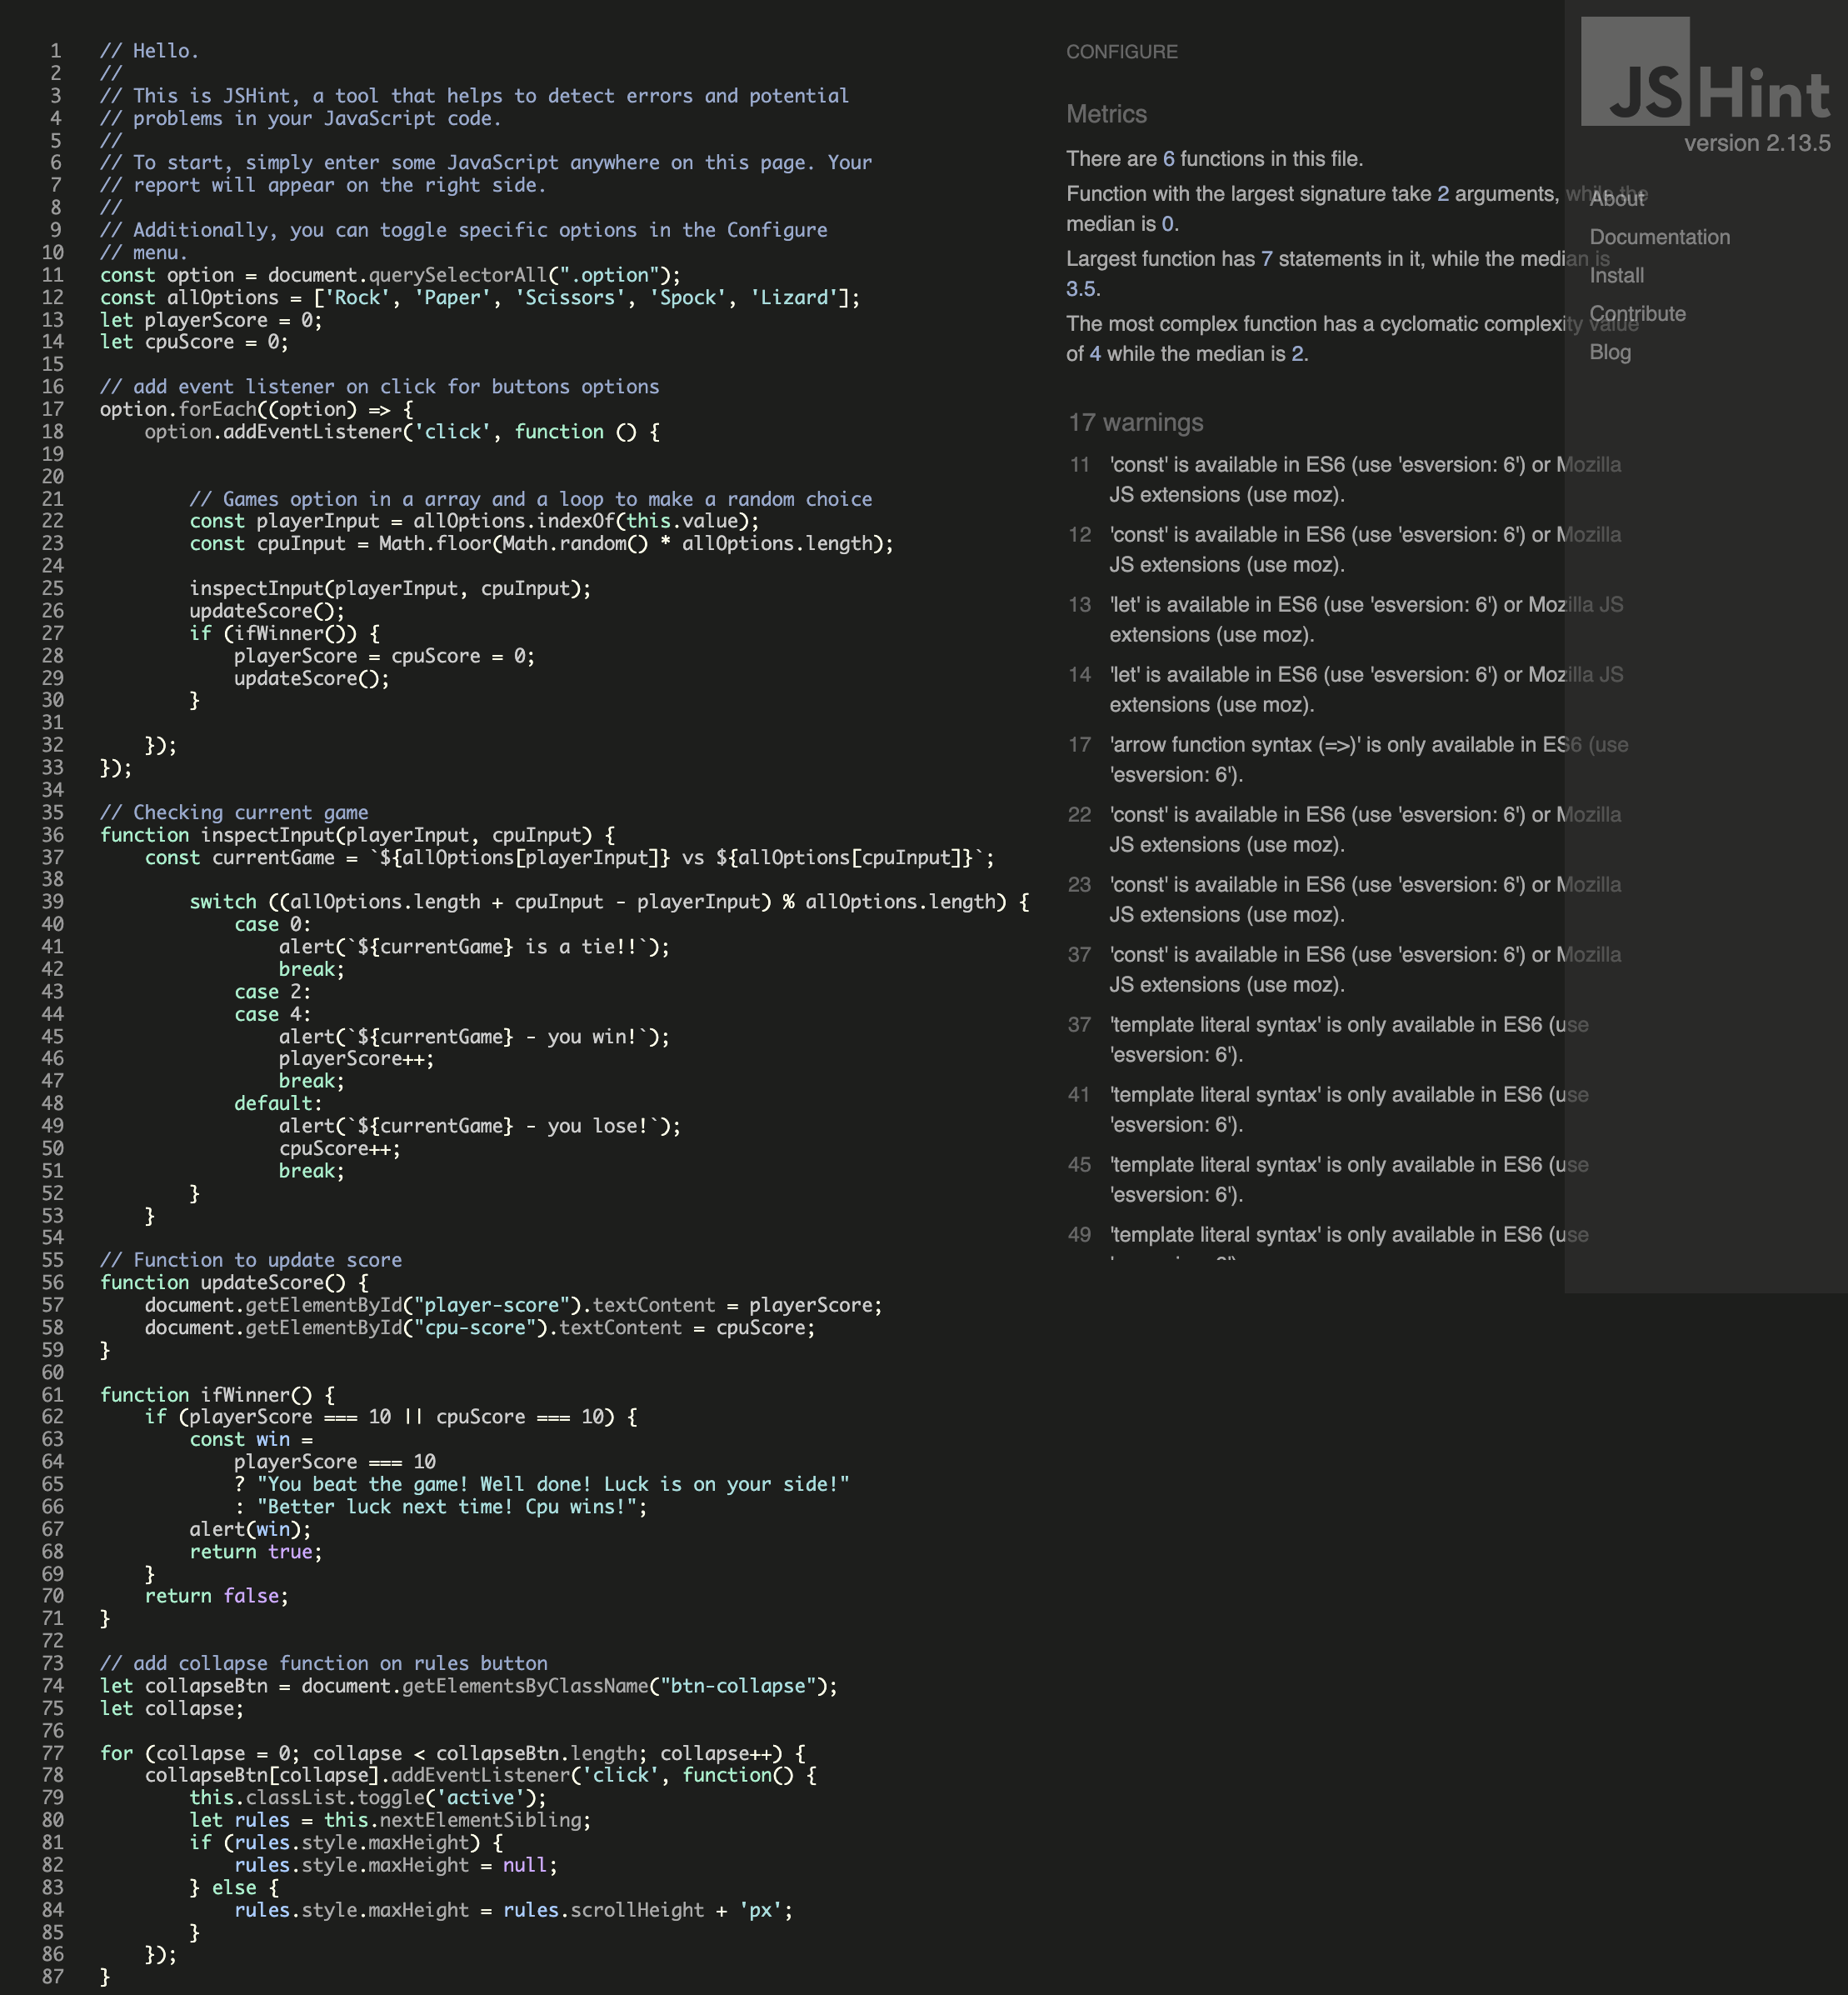 1 // Hello.
2 //
3 // This is JSHint, a tool that helps to detect errors and potential
4 // problems in your JavaScript code.
5 //
6 // To start, simply enter some JavaScript anywhere on this page. Your
7 // report will appear on the right side.
8 //
9 // Additionally, you can toggle specific options in the Configure
10 // menu.
11 const option = document.querySelectorAll(".option");
12 const allOptions = ['Rock', 'Paper', 'Scissors', 'Spock', 'Lizard'];
13 let playerScore = 0;
14 let cpuScore = 0;
15
16 // add event listener on click for buttons options
17 option.forEach((option) => {
18     option.addEventListener('click', function () {
19
20
21         // Games option in a array and a loop to make a random choice
22         const playerInput = allOptions.indexOf(this.value);
23         const cpuInput = Math.floor(Math.random() * allOptions.length);
24
25         inspectInput(playerInput, cpuInput);
26         updateScore();
27         if (ifWinner()) {
28             playerScore = cpuScore = 0;
29             updateScore();
30         }
31
32     });
33 });
34
35 // Checking current game
36 function inspectInput(playerInput, cpuInput) {
37     const currentGame = `${allOptions[playerInput]} vs ${allOptions[cpuInput]}`;
38
39         switch ((allOptions.length + cpuInput - playerInput) % allOptions.length) {
40             case 0:
41                 alert(`${currentGame} is a tie!!`);
42                 break;
43             case 2:
44             case 4:
45                 alert(`${currentGame} - you win!`);
46                 playerScore++;
47                 break;
48             default:
49                 alert(`${currentGame} - you lose!`);
50                 cpuScore++;
51                 break;
52         }
53     }
54
55 // Function to update score
56 function updateScore() {
57     document.getElementById("player-score").textContent = playerScore;
58     document.getElementById("cpu-score").textContent = cpuScore;
59 }
60
61 function ifWinner() {
62     if (playerScore === 10 || cpuScore === 10) {
63         const win =
64             playerScore === 10
65             ? "You beat the game! Well done! Luck is on your side!"
66             : "Better luck next time! Cpu wins!";
67         alert(win);
68         return true;
69     }
70     return false;
71 }
72
73 // add collapse function on rules button
74 let collapseBtn = document.getElementsByClassName("btn-collapse");
75 let collapse;
76
77 for (collapse = 0; collapse < collapseBtn.length; collapse++) {
78     collapseBtn[collapse].addEventListener('click', function() {
79         this.classList.toggle('active');
80         let rules = this.nextElementSibling;
81         if (rules.style.maxHeight) {
82             rules.style.maxHeight = null;
83         } else {
84             rules.style.maxHeight = rules.scrollHeight + 'px';
85         }
86     });
87 }
CONFIGURE
Metrics
There are 6 functions in this file.
Function with the largest signature take 2 arguments, while the
median is 0.
Largest function has 7 statements in it, while the median is
3.5.
The most complex function has a cyclomatic complexity value
of 4 while the median is 2.
17 warnings
11 'const' is available in ES6 (use 'esversion: 6') or Mozilla
JS extensions (use moz).
12 'const' is available in ES6 (use 'esversion: 6') or Mozilla
JS extensions (use moz).
13 'let' is available in ES6 (use 'esversion: 6') or Mozilla JS
extensions (use moz).
14 'let' is available in ES6 (use 'esversion: 6') or Mozilla JS
extensions (use moz).
17 'arrow function syntax (=>)' is only available in ES6 (use
'esversion: 6').
22 'const' is available in ES6 (use 'esversion: 6') or Mozilla
JS extensions (use moz).
23 'const' is available in ES6 (use 'esversion: 6') or Mozilla
JS extensions (use moz).
37 'const' is available in ES6 (use 'esversion: 6') or Mozilla
JS extensions (use moz).
37 'template literal syntax' is only available in ES6 (use
'esversion: 6').
41 'template literal syntax' is only available in ES6 (use
'esversion: 6').
45 'template literal syntax' is only available in ES6 (use
'esversion: 6').
49 'template literal syntax' is only available in ES6 (use
JSHint
version 2.13.5
About
Documentation
Install
Contribute
Blog